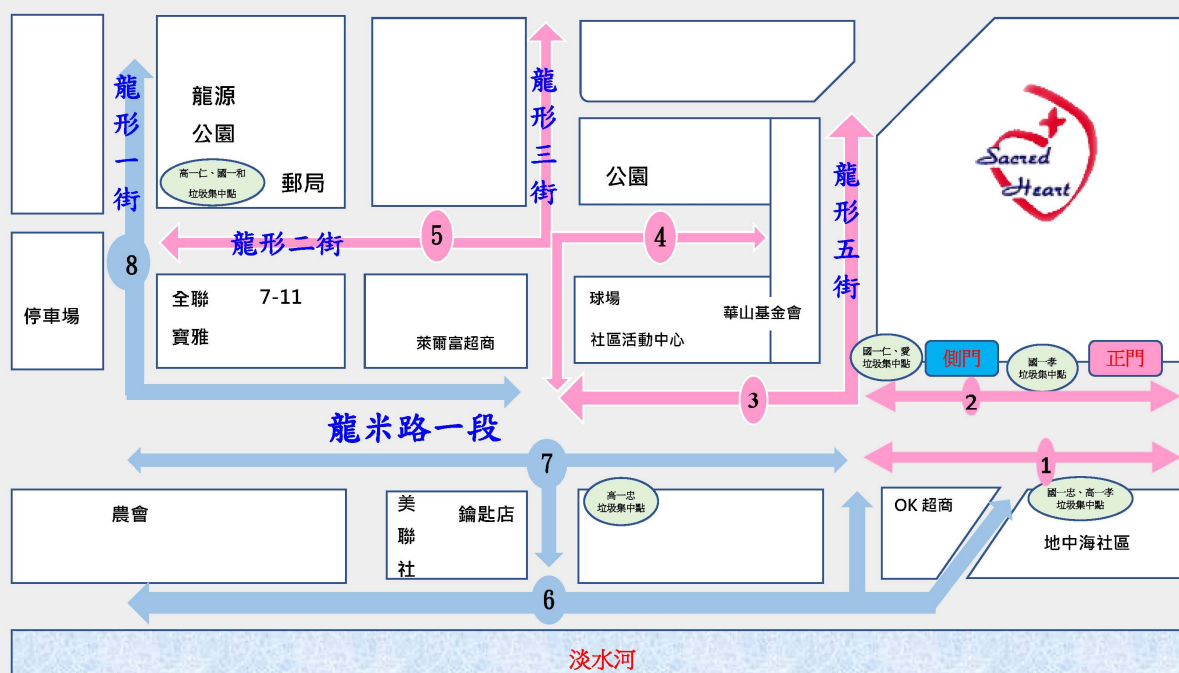 龍形一街
龍源
公園
高一仁、國一和
垃圾集中點
郵局
龍形三街
公園
龍形五街
Sacred
Heart
8
龍形二街
5
4
停車場
全聯
7-11
寶雅
萊爾富超商
球場
社區活動中心
華山基金會
國一仁、愛
垃圾集中點
側門
國一孝
垃圾集中點
正門
3
2
龍米路一段
7
1
農會
美聯社
鑰匙店
高一忠
垃圾集中點
OK 超商
國一忠、高一孝
垃圾集中點
地中海社區
6
淡水河